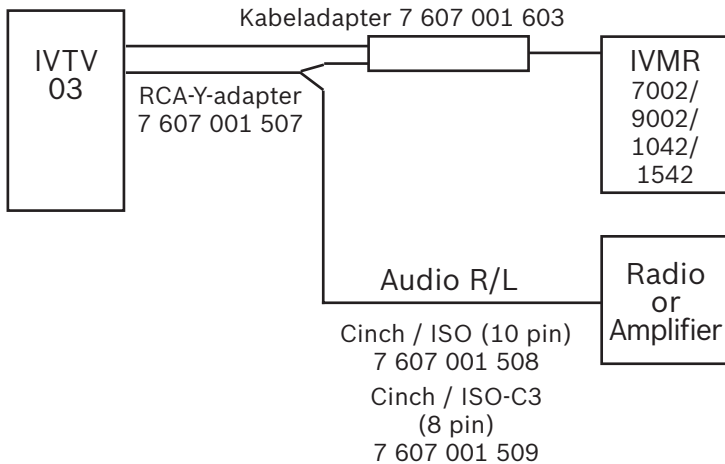 Kabeladapter 7 607 001 603
IVTV
03
RCA-Y-adapter
7 607 001 507
IVMR
7002/
9002/
1042/
1542
Audio R/L
Radio
or
Amplifier
Cinch / ISO (10 pin)
7 607 001 508
Cinch / ISO-C3
(8 pin)
7 607 001 509